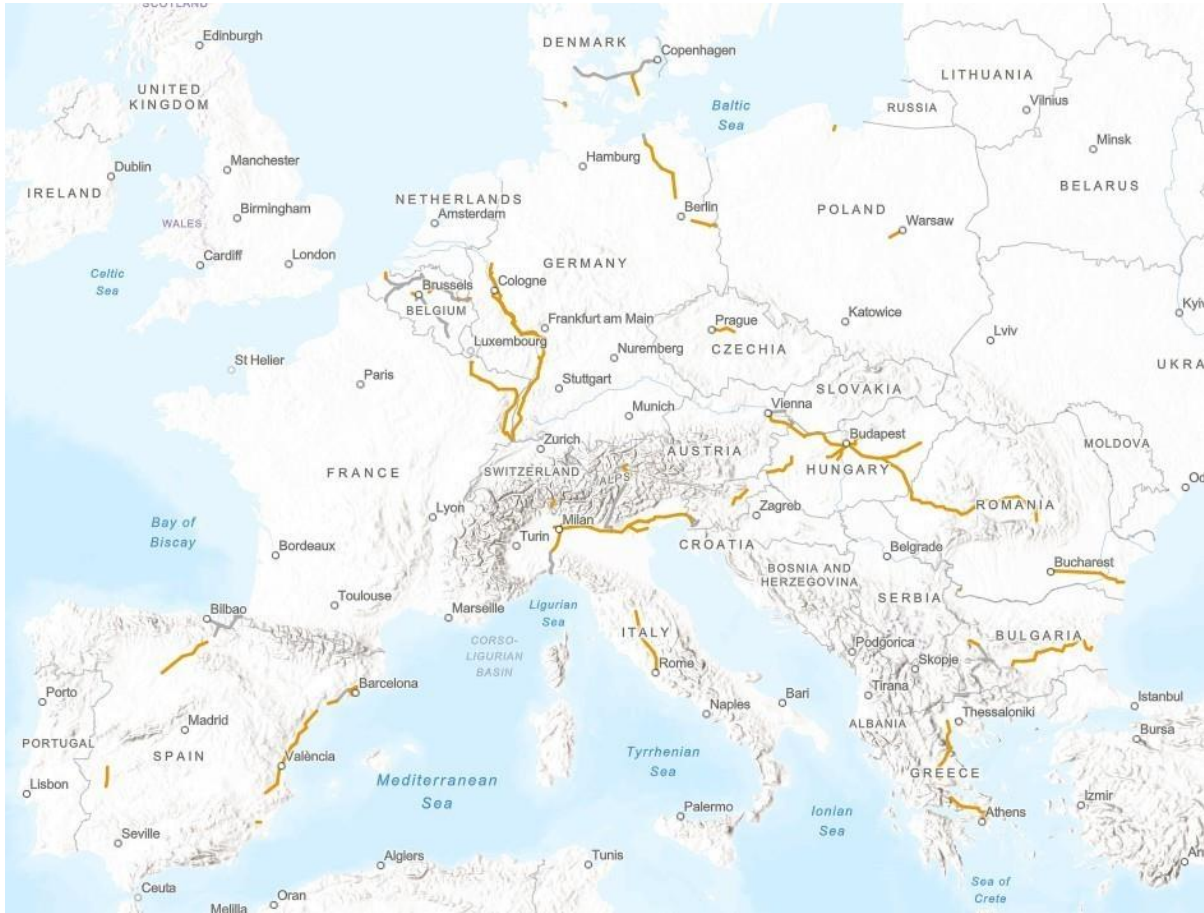 SCOTLAND
Edinburgh
DENMARK
Copenhagen
LITHUANIA
UNITED
KINGDOM
Baltic
Sea
RUSSIA
Vilnius
Minsk
Hamburg
Dublin
Manchester
IRELAND
NETHERLANDS
BELARUS
WALES
Birmingham
Amsterdam
Berlin
POLAND
Warsaw
Cardiff
London
Celtic
Sea
GERMANY
Cologne
Brussels
BELGIUM
Kyiv
Frankfurt am Main
Prague
Katowice
Lviv
Luxembourg
CZECHIA
St Helier
Nuremberg
UKRA
Paris
Stuttgart
SLOVAKIA
Munich
Vienna
Zurich
Budapest
MOLDOVA
AUSTRIA
FRANCE
SWITZERLAND
ALPS
HUNGARY
Od
Lyon
Zagreb
ROMANIA
Bay of
Biscay
Milan
Turin
CROATIA
Bordeaux
Belgrade
BOSNIA AND
HERZEGOVINA
Bucharest
Toulouse
Marseille
Ligurian
Sea
SERBIA
Bilbao
ITALY
BULGARIA
CORSO-
LIGURIAN
BASIN
Podgorica
Skopje
Rome
Porto
Barcelona
Tirana
Naples
Bari
Istanbul
Madrid
ALBANIA
Thessaloniki
Bursa
PORTUGAL
SPAIN
València
Tyrrhenian
Sea
Mediterranean
Sea
GREECE
Lisbon
Palermo
Ionian
Sea
Athens
Izmir
Seville
Algiers
Tunis
An
Ceuta
Oran
Melilla
Sea of
Crete